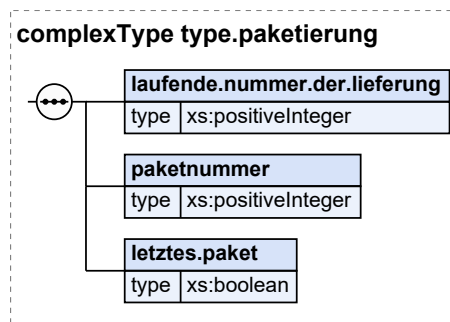 complexType type.paketierung
laufende.nummer.der.lieferung
type xs:positiveInteger
paketnummer
type xs:positiveInteger
letztes.paket
type xs:boolean